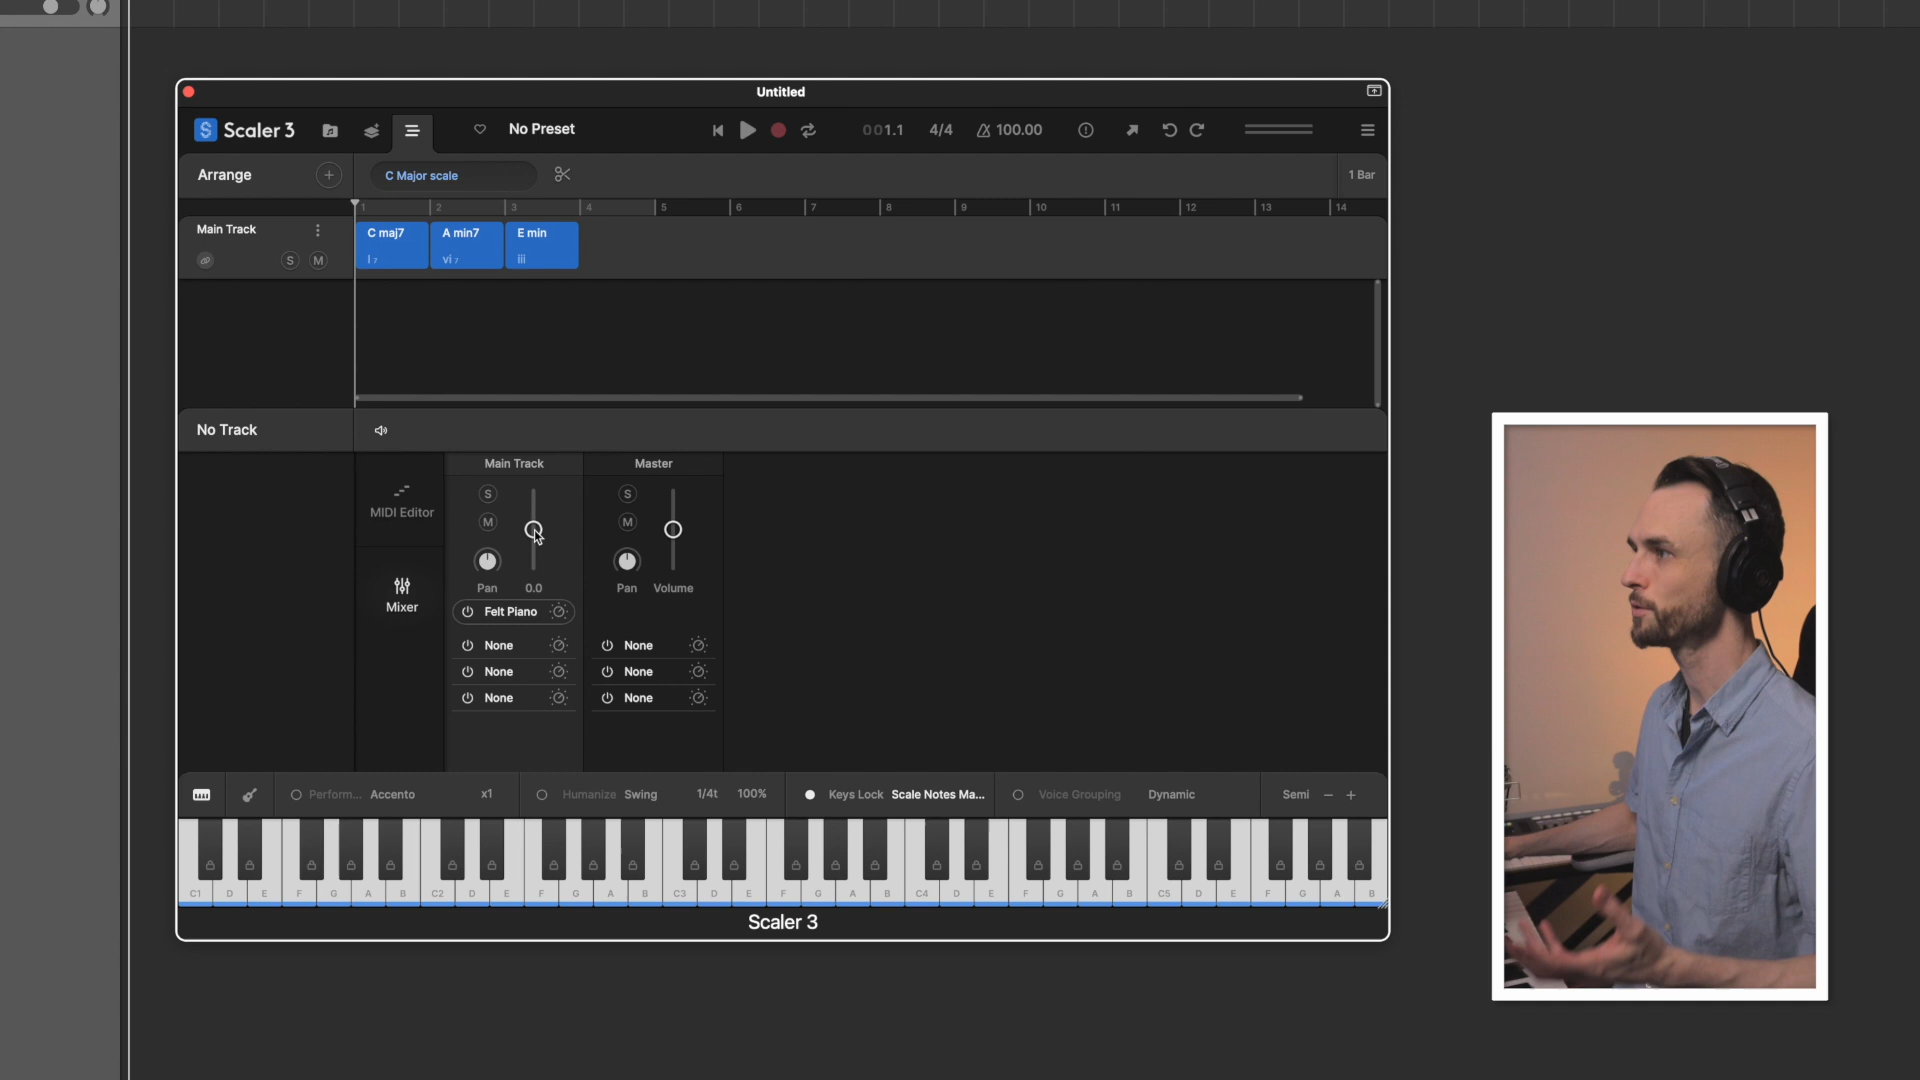 Untitled
Scaler 3
No Preset
001.1 4/4 100.00
Arrange
C Major scale
1 Bar
1 2 3 4 5 6 7 8 9 10 11 12 13 14
Main Track
C maj7 A min7 E min
I 7 vi 7 iii
S M
No Track
Main Track Master
S S
M M
MIDI Editor
Mixer
Pan 0.0 Pan Volume
Felt Piano
None None
None None
None None
Perform... Accento x1 Humanize Swing 1/4t 100% Keys Lock Scale Notes Ma... Voice Grouping Dynamic Semi
C1 D E F G A B C2 D E F G A B C3 D E F G A B C4 D E F G A B C5 D E F G A B
Scaler 3